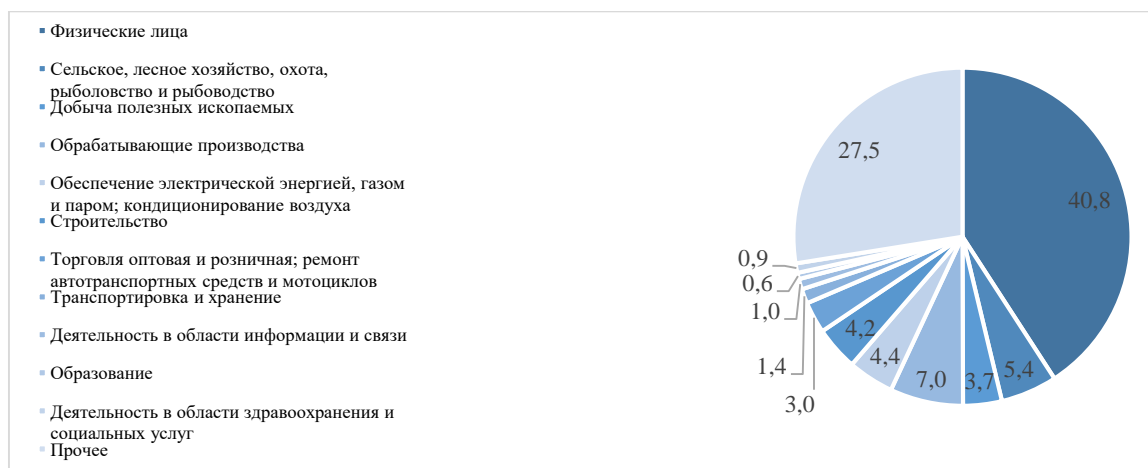 Физические лица
Сельское, лесное хозяйство, охота,
рыболовство и рыбоводство
Добыча полезных ископаемых
Обрабатывающие производства
Обеспечение электрической энергией, газом
и паром; кондиционирование воздуха
Строительство
Торговля оптовая и розничная; ремонт
автотранспортных средств и мотоциклов
Транспортировка и хранение
Деятельность в области информации и связи
Образование
Деятельность в области здравоохранения и
социальных услуг
Прочее
27,5
40,8
0,9
0,6
1,0
1,4
3,0
4,2
4,4
7,0
3,7
5,4